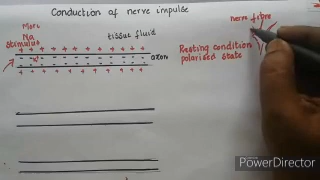 Conduction of nerve impulse
More
Na
tissue fluid
nerve fibre
Stimulus
+ + + + + + + + + +
- - - - - - - - - -
axon
Resting condition
polarised state
+ + + + + + + + + +
PowerDirector